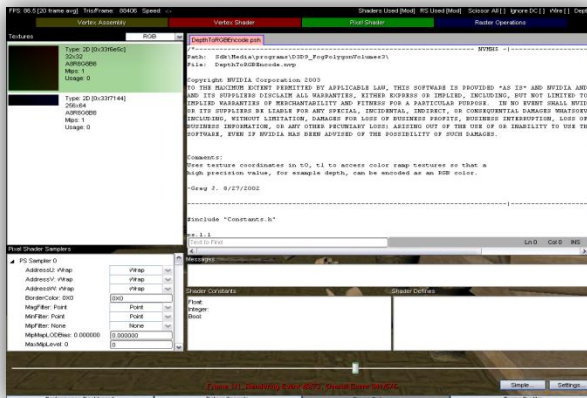 FPS: 86.5 [20 frame avg] Tris/Frame: 88406 Speed: ->
Shaders Used [Mod] RS Used [Mod] Scissor All [ ] Ignore DC [ ] Wire [ ]
Vertex Assembly
Vertex Shader
Pixel Shader
Raster Operations
Textures
RGB
Type: 2D
32x32
A8R8G8B8
Mips: 1
Usage: 0
Type: 2D [0x33f7144]
256x64
A8R8G8B8
Mips: 1
Usage: 0
DepthToRGBEncode.psh
/*
NVMHS -|
Path: Sdk\Media\programs\D3D9_FogPolygonVolumes3\
File: DepthToRGBEncode.nvp
Copyright NVIDIA Corporation 2003
TO THE MAXIMUM EXTENT PERMITTED BY APPLICABLE LAW, THIS SOFTWARE IS PROVIDED *AS IS* AND NVIDIA AND
AND ITS SUPPLIERS DISCLAIM ALL WARRANTIES, EITHER EXPRESS OR IMPLIED, INCLUDING, BUT NOT LIMITED TO
IMPLIED WARRANTIES OF MERCHANTABILITY AND FITNESS FOR A PARTICULAR PURPOSE. IN NO EVENT SHALL NVID
OR ITS SUPPLIERS BE LIABLE FOR ANY SPECIAL, INCIDENTAL, INDIRECT, OR CONSEQUENTIAL DAMAGES WHATSOEV
INCLUDING, WITHOUT LIMITATION, DAMAGES FOR LOSS OF BUSINESS PROFITS, BUSINESS INTERRUPTION, LOSS OF
BUSINESS INFORMATION, OR ANY OTHER PECUNIARY LOSS) ARISING OUT OF THE USE OF OR INABILITY TO USE TH
SOFTWARE, EVEN IF NVIDIA HAS BEEN ADVISED OF THE POSSIBILITY OF SUCH DAMAGES.
Comments:
Uses texture coordinates in t0, t1 to access color ramp textures so that a
high precision value, for example depth, can be encoded as an RGB color.
-Greg J. 8/27/2002
#include "Constants.h"
ps.1.1
Text to Find
Ln 0 Col 0 INS
Pixel Shader Samplers
PS Sampler 0
AddressU: Wrap
Wrap
AddressV: Wrap
Wrap
AddressW: Wrap
Wrap
BorderColor: 0X0
0X0
MagFilter: Point
Point
MinFilter: Point
Point
MipFilter: None
None
MipMapLODBias: 0.000000
0.000000
MaxMipLevel: 0
0
Messages
Shader Constants
Float
Integer:
Bool:
Shader Defines
Simple...
Settings...